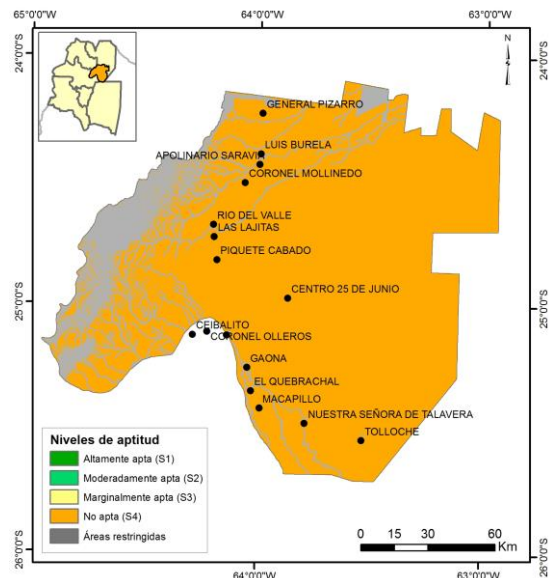 65°0'0"W
64°0'0"W
63°0'0"W
24°0'0"S
24°0'0"S
N
S
GENERAL PIZARRO
LUIS BURELA
APOLINARIO SARAVIA
CORONEL MOLLINEDO
RIO DEL VALLE
LAS LAJITAS
PIQUETE CABADO
CENTRO 25 DE JUNIO
25°0'0"S
25°0'0"S
CEIBALITO
CORONEL OLLEROS
GAONA
EL QUEBRACHAL
MACAPILLO
NUESTRA SEÑORA DE TALAVERA
TOLLOCHE
Niveles de aptitud
Altamente apta (S1)
Moderadamente apta (S2)
Marginalmente apta (S3)
No apta (S4)
Áreas restringidas
0 15 30 60
Km
26°0'0"S
26°0'0"S
64°0'0"W
63°0'0"W